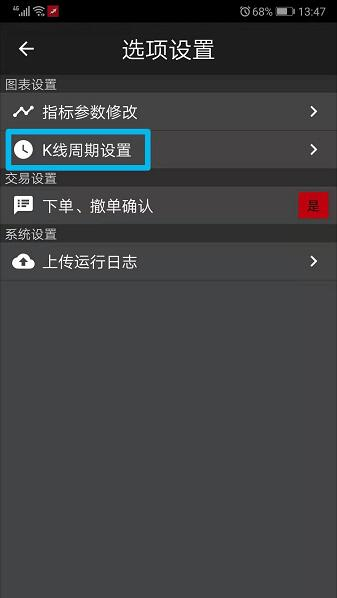 4G 68% 13:47
选项设置
图表设置
指标参数修改
K线周期设置
交易设置
下单、撤单确认 是
系统设置
上传运行日志